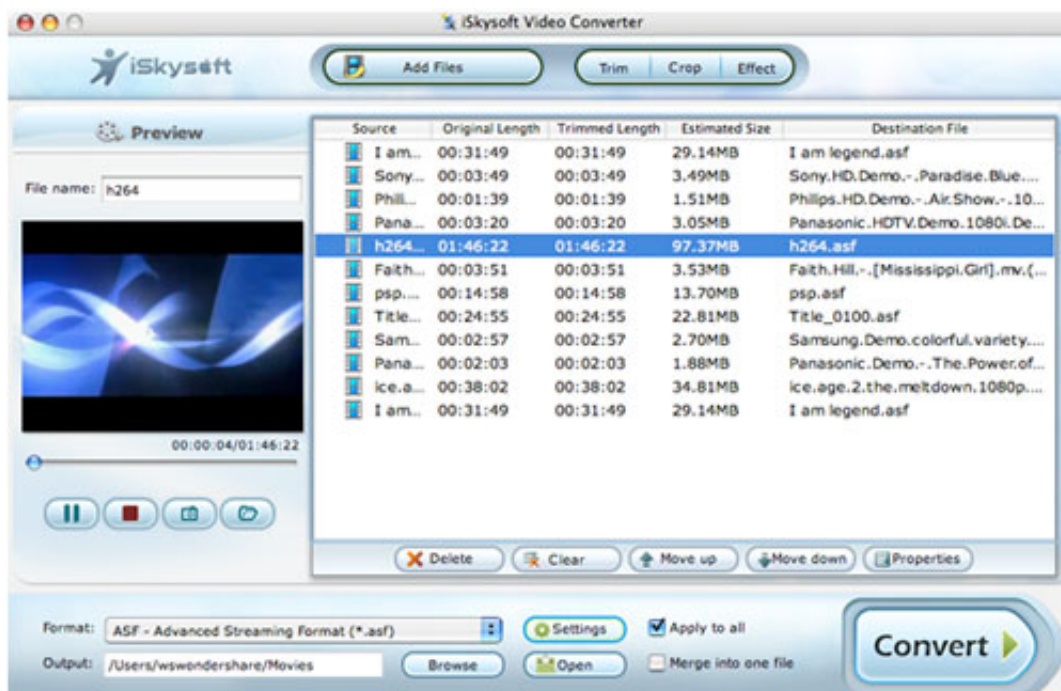 iSkysoft Video Converter
iSkysoft
Add Files
Trim Crop Effect
Preview
File name: h264
00:00:04/01:46:22
Source Original Length Trimmed Length Estimated Size Destination File
I am... 00:31:49 00:31:49 29.14MB I am legend.asf
Sony... 00:03:49 00:03:49 3.49MB Sony.HD.Demo.-.Paradise.Blue....
Phili... 00:01:39 00:01:39 1.51MB Philips.HD.Demo.-.Air.Show.-.10...
Pana... 00:03:20 00:03:20 3.05MB Panasonic.HDTV.Demo.1080i.De...
h264... 01:46:22 01:46:22 97.37MB h264.asf
Faith... 00:03:51 00:03:51 3.53MB Faith.Hill.-.[Mississippi.Girl].mv.(...
psp.... 00:14:58 00:14:58 13.70MB psp.asf
Title... 00:24:55 00:24:55 22.81MB Title_0100.asf
Sam... 00:02:57 00:02:57 2.70MB Samsung.Demo.colorful.variety....
Pana... 00:02:03 00:02:03 1.88MB Panasonic.Demo.-.The.Power.of...
ice.a... 00:38:02 00:38:02 34.81MB ice.age.2.the.meltdown.1080p....
I am... 00:31:49 00:31:49 29.14MB I am legend.asf
Delete Clear Move up Move down Properties
Format: ASF - Advanced Streaming Format (*.asf) Settings Apply to all
Output: /Users/wswondershare/Movies Browse Open Merge into one file
Convert